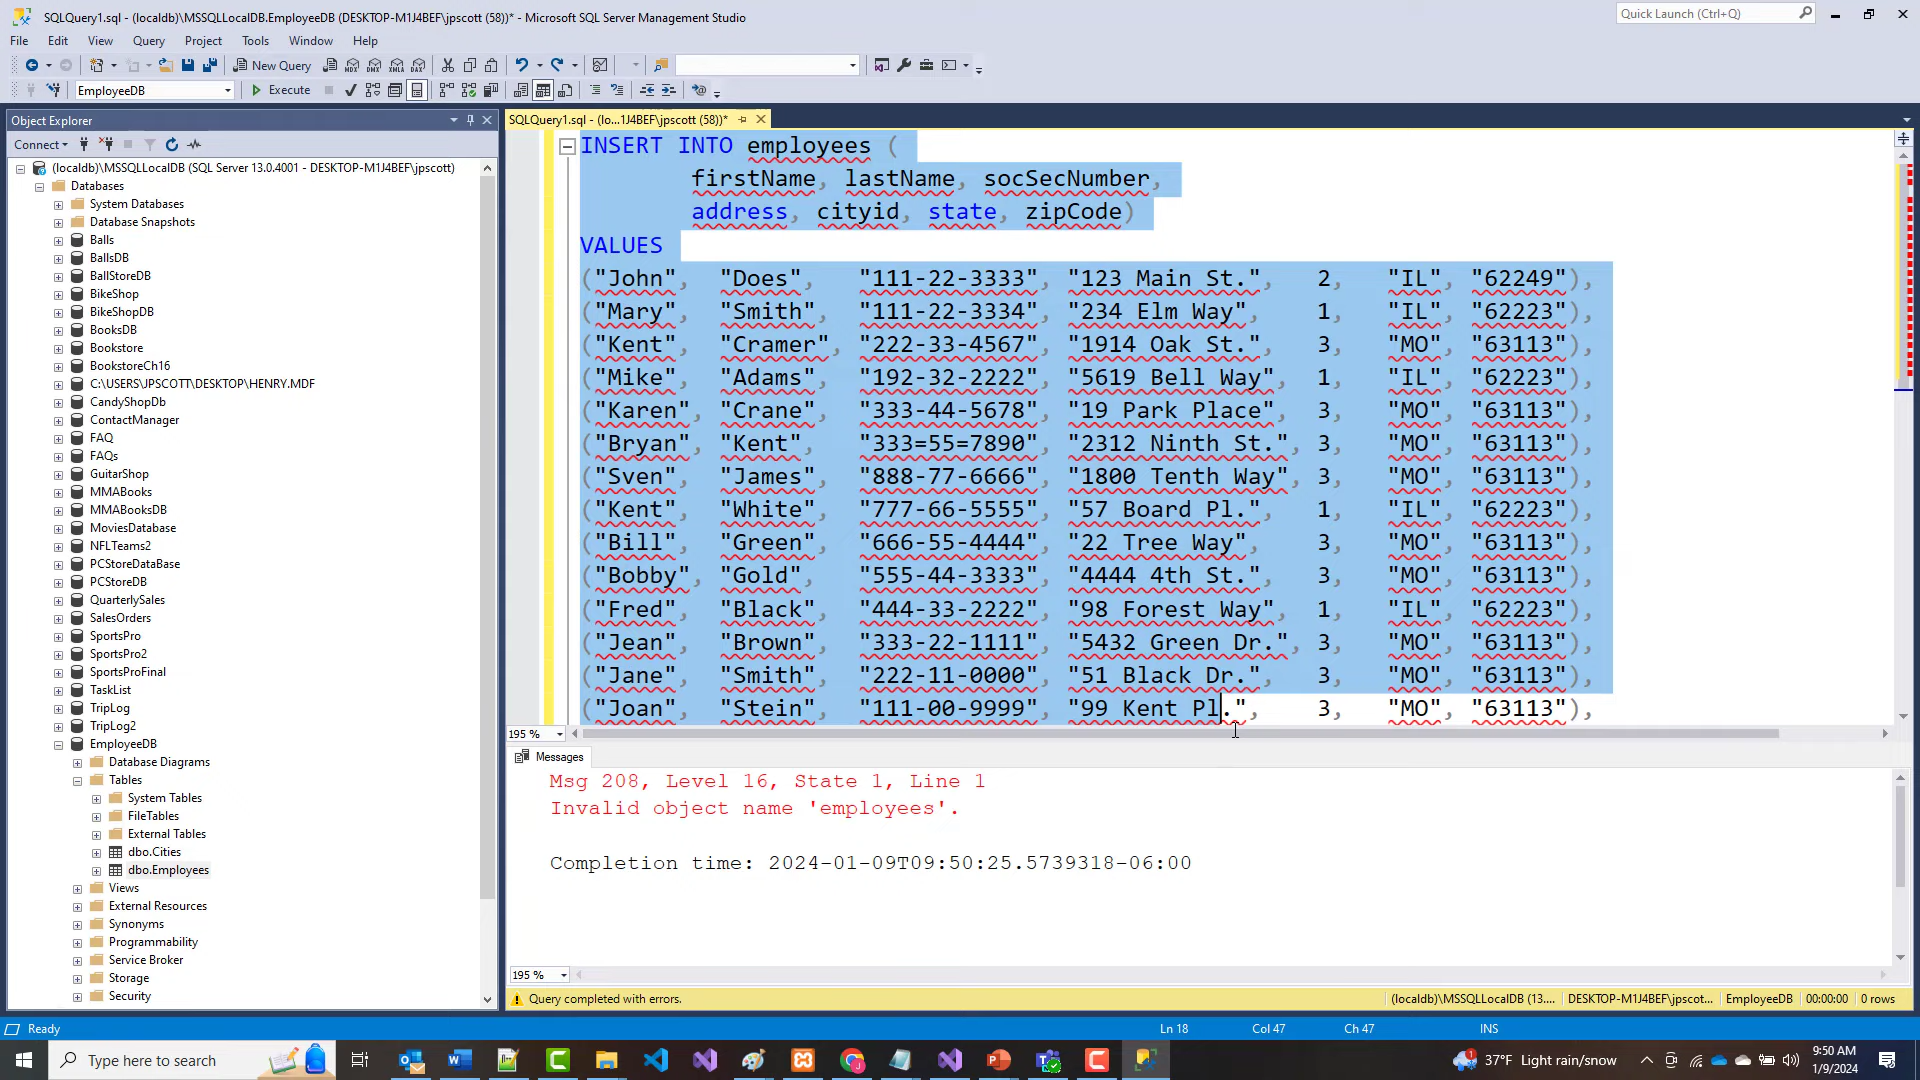 SQLQuery1.sql - (localdb)\MSSQLLocalDB.EmployeeDB (DESKTOP-M1J4BEF\jpscott (58))* - Microsoft SQL Server Management Studio
Quick Launch (Ctrl+Q)
File Edit View Query Project Tools Window Help
New Query
EmployeeDB
Execute
Object Explorer
SQLQuery1.sql - (lo...1J4BEF\jpscott (58))*
Connect
(localdb)\MSSQLLocalDB (SQL Server 13.0.4001 - DESKTOP-M1J4BEF\jpscott)
Databases
System Databases
Database Snapshots
Balls
BallsDB
BallStoreDB
BikeShop
BikeShopDB
BooksDB
Bookstore
BookstoreCh16
C:\USERS\JPSCOTT\DESKTOP\HENRY.MDF
CandyShopDb
ContactManager
FAQ
FAQs
GuitarShop
MMABooks
MMABooksDB
MoviesDatabase
NFLTeams2
PCStoreDataBase
PCStoreDB
QuarterlySales
SalesOrders
SportsPro
SportsPro2
SportsProFinal
TaskList
TripLog
TripLog2
EmployeeDB
Database Diagrams
Tables
System Tables
FileTables
External Tables
dbo.Cities
dbo.Employees
Views
External Resources
Synonyms
Programmability
Service Broker
Storage
Security
INSERT INTO employees (
firstName, lastName, socSecNumber,
address, cityid, state, zipCode)
VALUES
("John", "Does", "111-22-3333", "123 Main St.", 2, "IL", "62249"),
("Mary", "Smith", "111-22-3334", "234 Elm Way", 1, "IL", "62223"),
("Kent", "Cramer", "222-33-4567", "1914 Oak St.", 3, "MO", "63113"),
("Mike", "Adams", "192-32-2222", "5619 Bell Way", 1, "IL", "62223"),
("Karen", "Crane", "333-44-5678", "19 Park Place", 3, "MO", "63113"),
("Bryan", "Kent", "333=55=7890", "2312 Ninth St.", 3, "MO", "63113"),
("Sven", "James", "888-77-6666", "1800 Tenth Way", 3, "MO", "63113"),
("Kent", "White", "777-66-5555", "57 Board Pl.", 1, "IL", "62223"),
("Bill", "Green", "666-55-4444", "22 Tree Way", 3, "MO", "63113"),
("Bobby", "Gold", "555-44-3333", "4444 4th St.", 3, "MO", "63113"),
("Fred", "Black", "444-33-2222", "98 Forest Way", 1, "IL", "62223"),
("Jean", "Brown", "333-22-1111", "5432 Green Dr.", 3, "MO", "63113"),
("Jane", "Smith", "222-11-0000", "51 Black Dr.", 3, "MO", "63113"),
("Joan", "Stein", "111-00-9999", "99 Kent Pl.", 3, "MO", "63113"),
195 %
Messages
Msg 208, Level 16, State 1, Line 1
Invalid object name 'employees'.
Completion time: 2024-01-09T09:50:25.5739318-06:00
195 %
Query completed with errors.
(localdb)\MSSQLLocalDB (13.... DESKTOP-M1J4BEF\jpscot... EmployeeDB 00:00:00 0 rows
Ready
Ln 18 Col 47 Ch 47 INS
Type here to search
37°F Light rain/snow
9:50 AM
1/9/2024